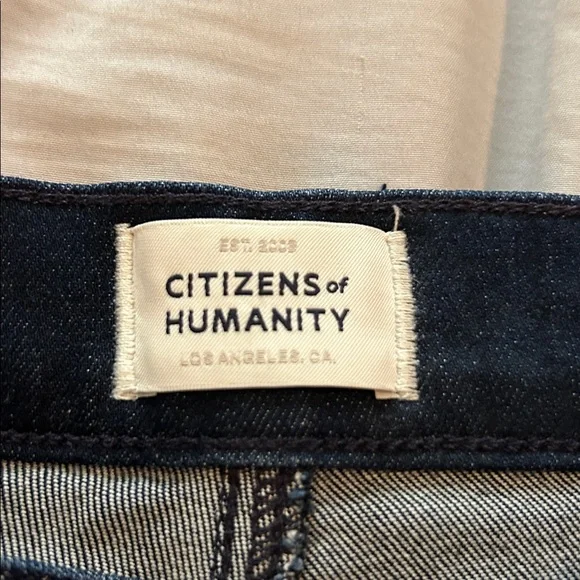 EST. 2003
CITIZENS of
HUMANITY
LOS ANGELES, CA.